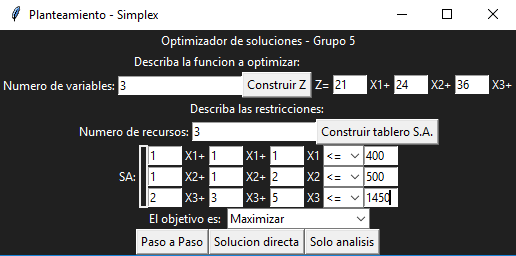 Planteamiento - Simplex
Optimizador de soluciones - Grupo 5
Describa la funcion a optimizar:
Numero de variables: 3 Construir Z Z= 21 X1+ 24 X2+ 36 X3+
Describa las restricciones:
Numero de recursos: 3 Construir tablero S.A.
1 X1+ 1 X1+ 1 X1 <= 400
SA: 1 X2+ 1 X2+ 2 X2 <= 500
2 X3+ 3 X3+ 5 X3 <= 1450
El objetivo es: Maximizar
Paso a Paso Solucion directa Solo analisis